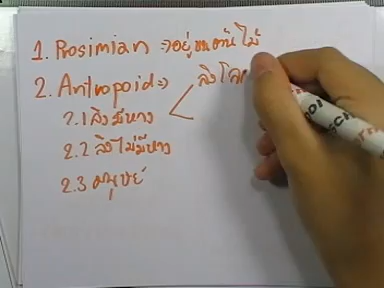 1. Prosimian => อยู่บนต้นไม้
2. Antropoid => ลิงโล
2.1 ลิงมีหาง
2.2 ลิงไม่มีหาง
2.3 มนุษย์